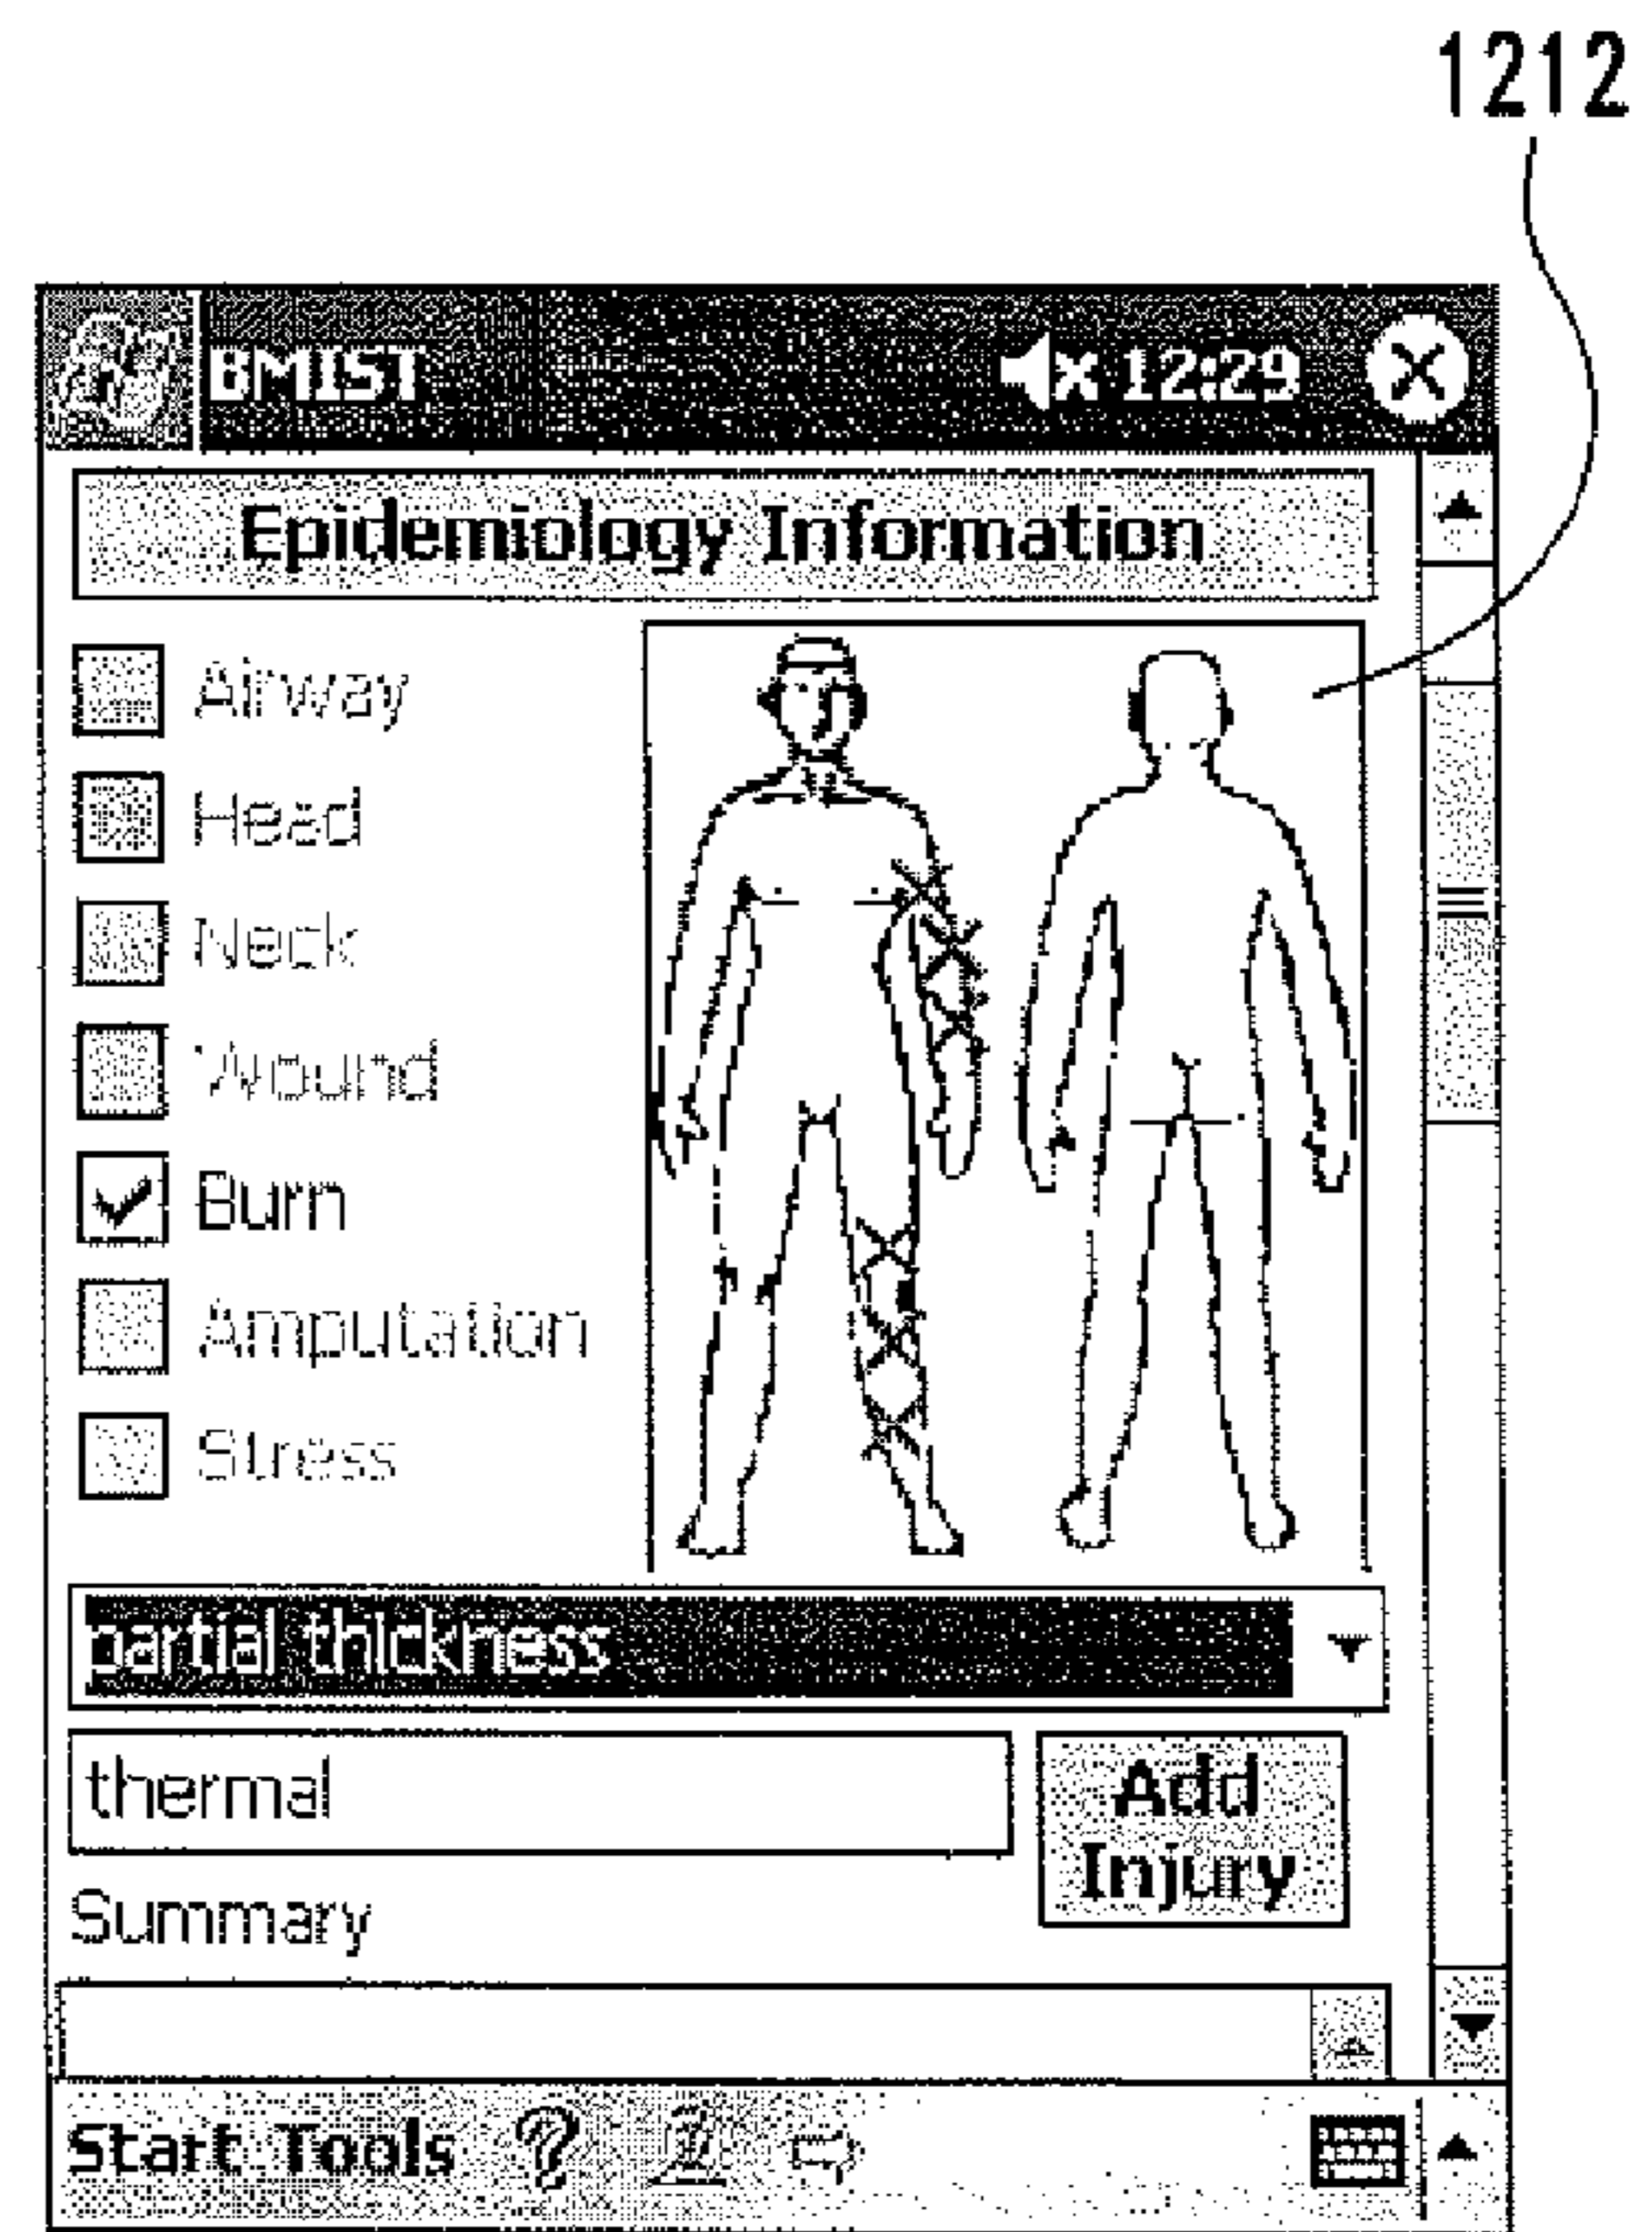 1212
BMIST 12:29
Epidemiology Information
Airway
Head
Neck
Wound
Burn
Amputation
Stress
partial thickness
thermal
Add
Injury
Summary
Start Tools ?